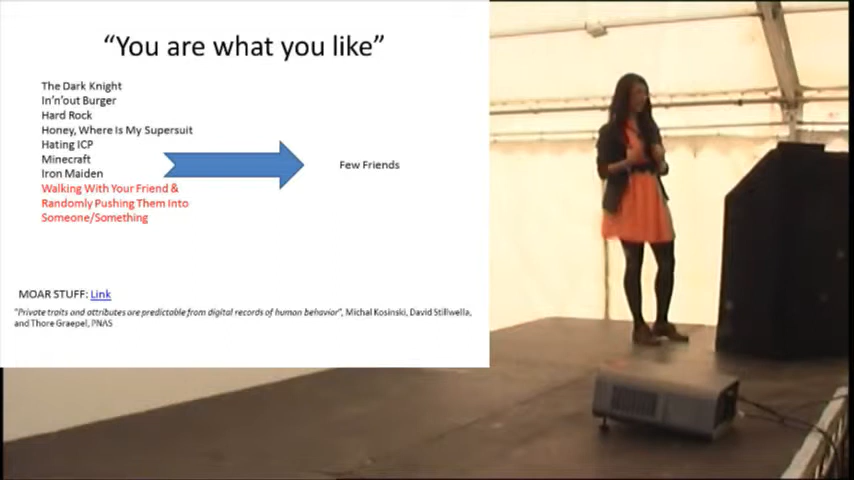 “You are what you like”
The Dark Knight
In'n'out Burger
Hard Rock
Honey, Where Is My Supersuit
Hating ICP
Minecraft
Iron Maiden
Walking With Your Friend &
Randomly Pushing Them Into
Someone/Something
Few Friends
MOAR STUFF: Link
“Private traits and attributes are predictable from digital records of human behavior”, Michal Kosinski, David Stillwella,
and Thore Graepel, PNAS